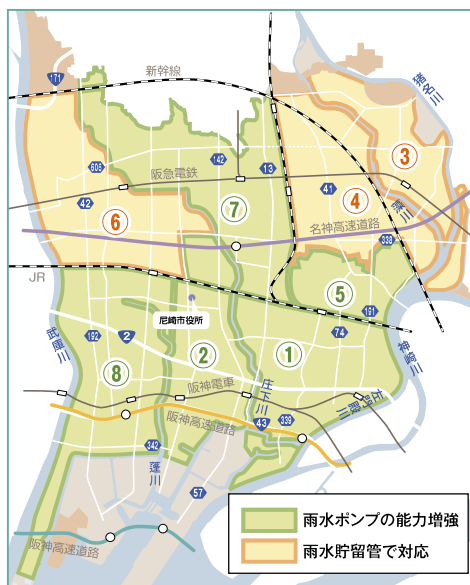 新幹線
171
猪名川
606
142
13
阪急電鉄
41
3
4
42
7
藻川
6
名神高速道路
338
5
JR
尼崎市役所
191
武庫川
192
2
74
神崎川
2
1
8
阪神電車
庄下川
左門殿川
阪神高速道路
43
339
342
蓬川
57
阪神高速道路
雨水ポンプの能力増強
雨水貯留管で対応